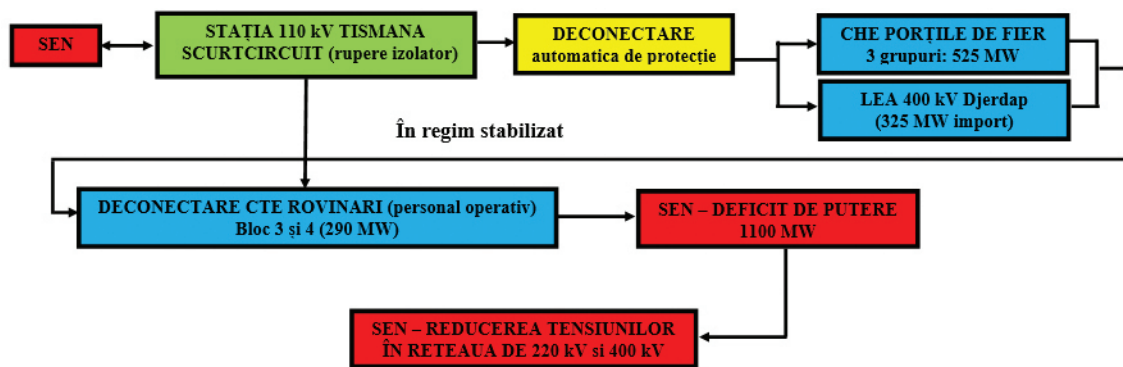 SEN
STAȚIA 110 kV TISMANA
SCURTCIRCUIT (rupere izolator)
DECONECTARE
automatica de protecție
CHE PORȚILE DE FIER
3 grupuri: 525 MW
LEA 400 kV Djerdap
(325 MW import)
În regim stabilizat
DECONECTARE CTE ROVINARI (personal operativ)
Bloc 3 și 4 (290 MW)
SEN – DEFICIT DE PUTERE
1100 MW
SEN – REDUCEREA TENSIUNILOR
ÎN RETEAUA DE 220 kV si 400 kV